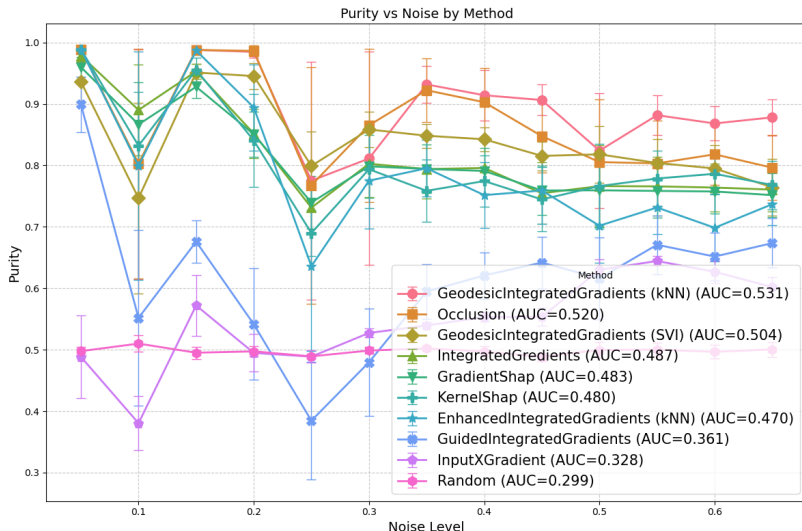 Purity vs Noise by Method
1.0
0.9
0.8
0.7
0.6
0.5
0.4
0.3
Purity
Method
GeodesicIntegratedGradients (kNN) (AUC=0.531)
Occlusion (AUC=0.520)
GeodesicIntegratedGradients (SVI) (AUC=0.504)
IntegratedGredients (AUC=0.487)
GradientShap (AUC=0.483)
KernelShap (AUC=0.480)
EnhancedIntegratedGradients (kNN) (AUC=0.470)
GuidedIntegratedGradients (AUC=0.361)
InputXGradient (AUC=0.328)
Random (AUC=0.299)
0.1 0.2 0.3 0.4 0.5 0.6
Noise Level